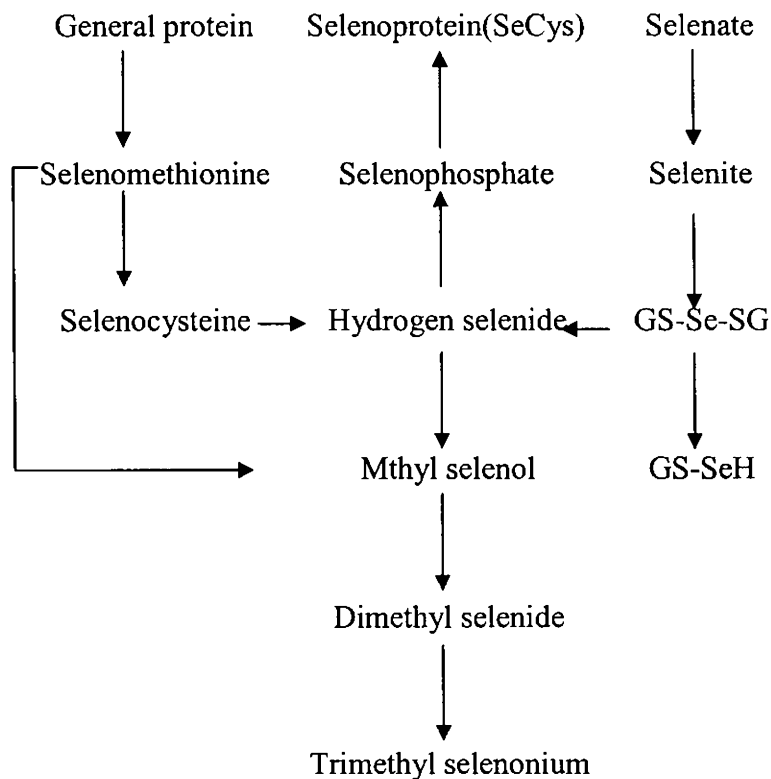 General protein Selenoprotein(SeCys) Selenate
Selenomethionine Selenophosphate Selenite
Selenocysteine Hydrogen selenide GS-Se-SG
Mthyl selenol GS-SeH
Dimethyl selenide
Trimethyl selenonium